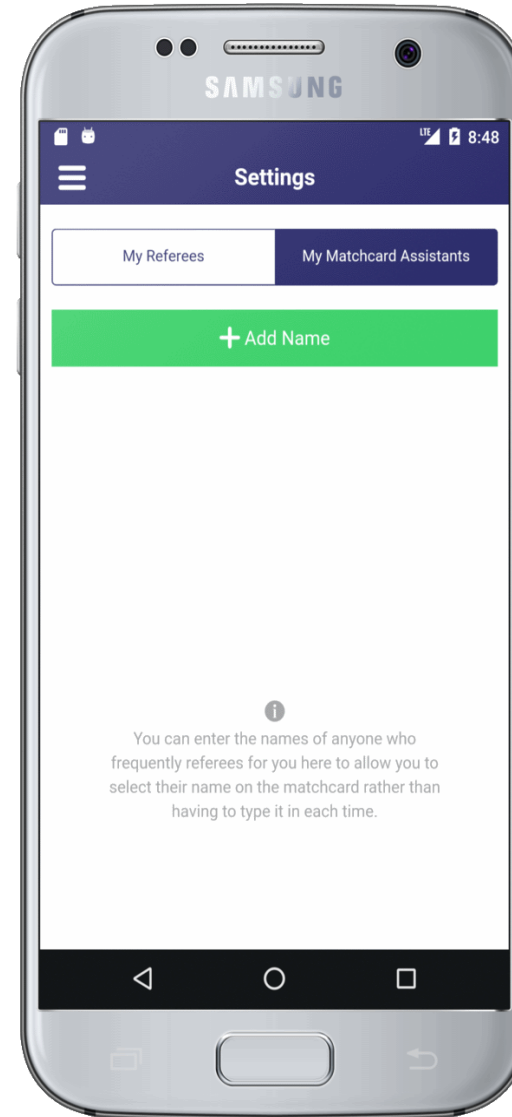 SAMSUNG
LTE 8:48
Settings
My Referees My Matchcard Assistants
Add Name
You can enter the names of anyone who
frequently referees for you here to allow you to
select their name on the matchcard rather than
having to type it in each time.